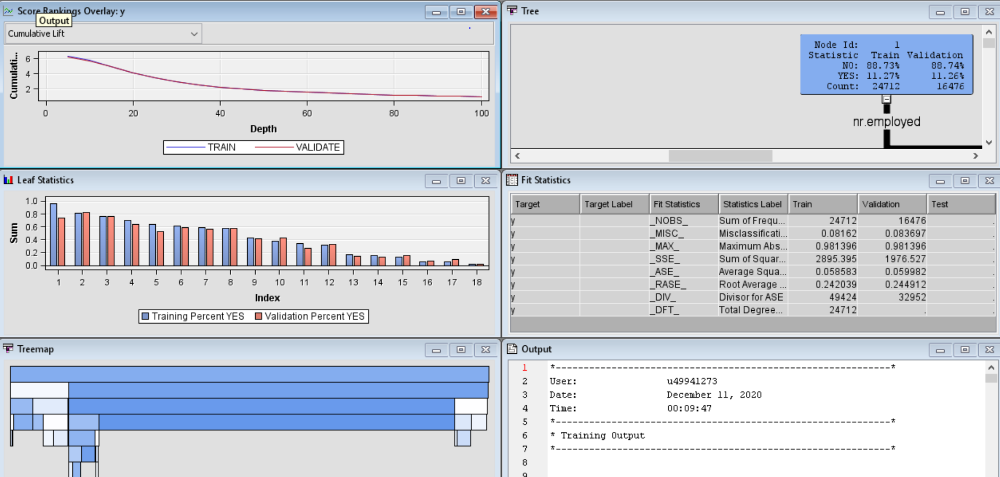 Score Rankings Overlay: y
Output
Cumulative Lift
Cumulati...
6
4
2
0 20 40 60 80 100
Depth
TRAIN VALIDATE
Tree
Node Id: 1
Statistic Train Validation
NO: 88.73% 88.74%
YES: 11.27% 11.26%
Count: 24712 16476
nr.employed
Leaf Statistics
Sum
1.0
0.8
0.6
0.4
0.2
0.0
1 2 3 4 5 6 7 8 9 10 11 12 13 14 15 16 17 18
Index
Training Percent YES Validation Percent YES
Fit Statistics
Target Target Label Fit Statistics Statistics Label Train Validation Test
y _NOBS_ Sum of Frequ... 24712 16476 .
y _MISC_ Misclassificati... 0.08162 0.083697 .
y _MAX_ Maximum Abs... 0.981396 0.981396 .
y _SSE_ Sum of Squar... 2895.395 1976.527 .
y _ASE_ Average Squa... 0.058583 0.059982 .
y _RASE_ Root Average ... 0.242039 0.244912 .
y _DIV_ Divisor for ASE 49424 32952 .
y _DFT_ Total Degree... 24712 . .
Treemap
Output
1 *------------------------------------------------------------*
2 User: u49941273
3 Date: December 11, 2020
4 Time: 00:09:47
5 *------------------------------------------------------------*
6 * Training Output
7 *------------------------------------------------------------*
8
9